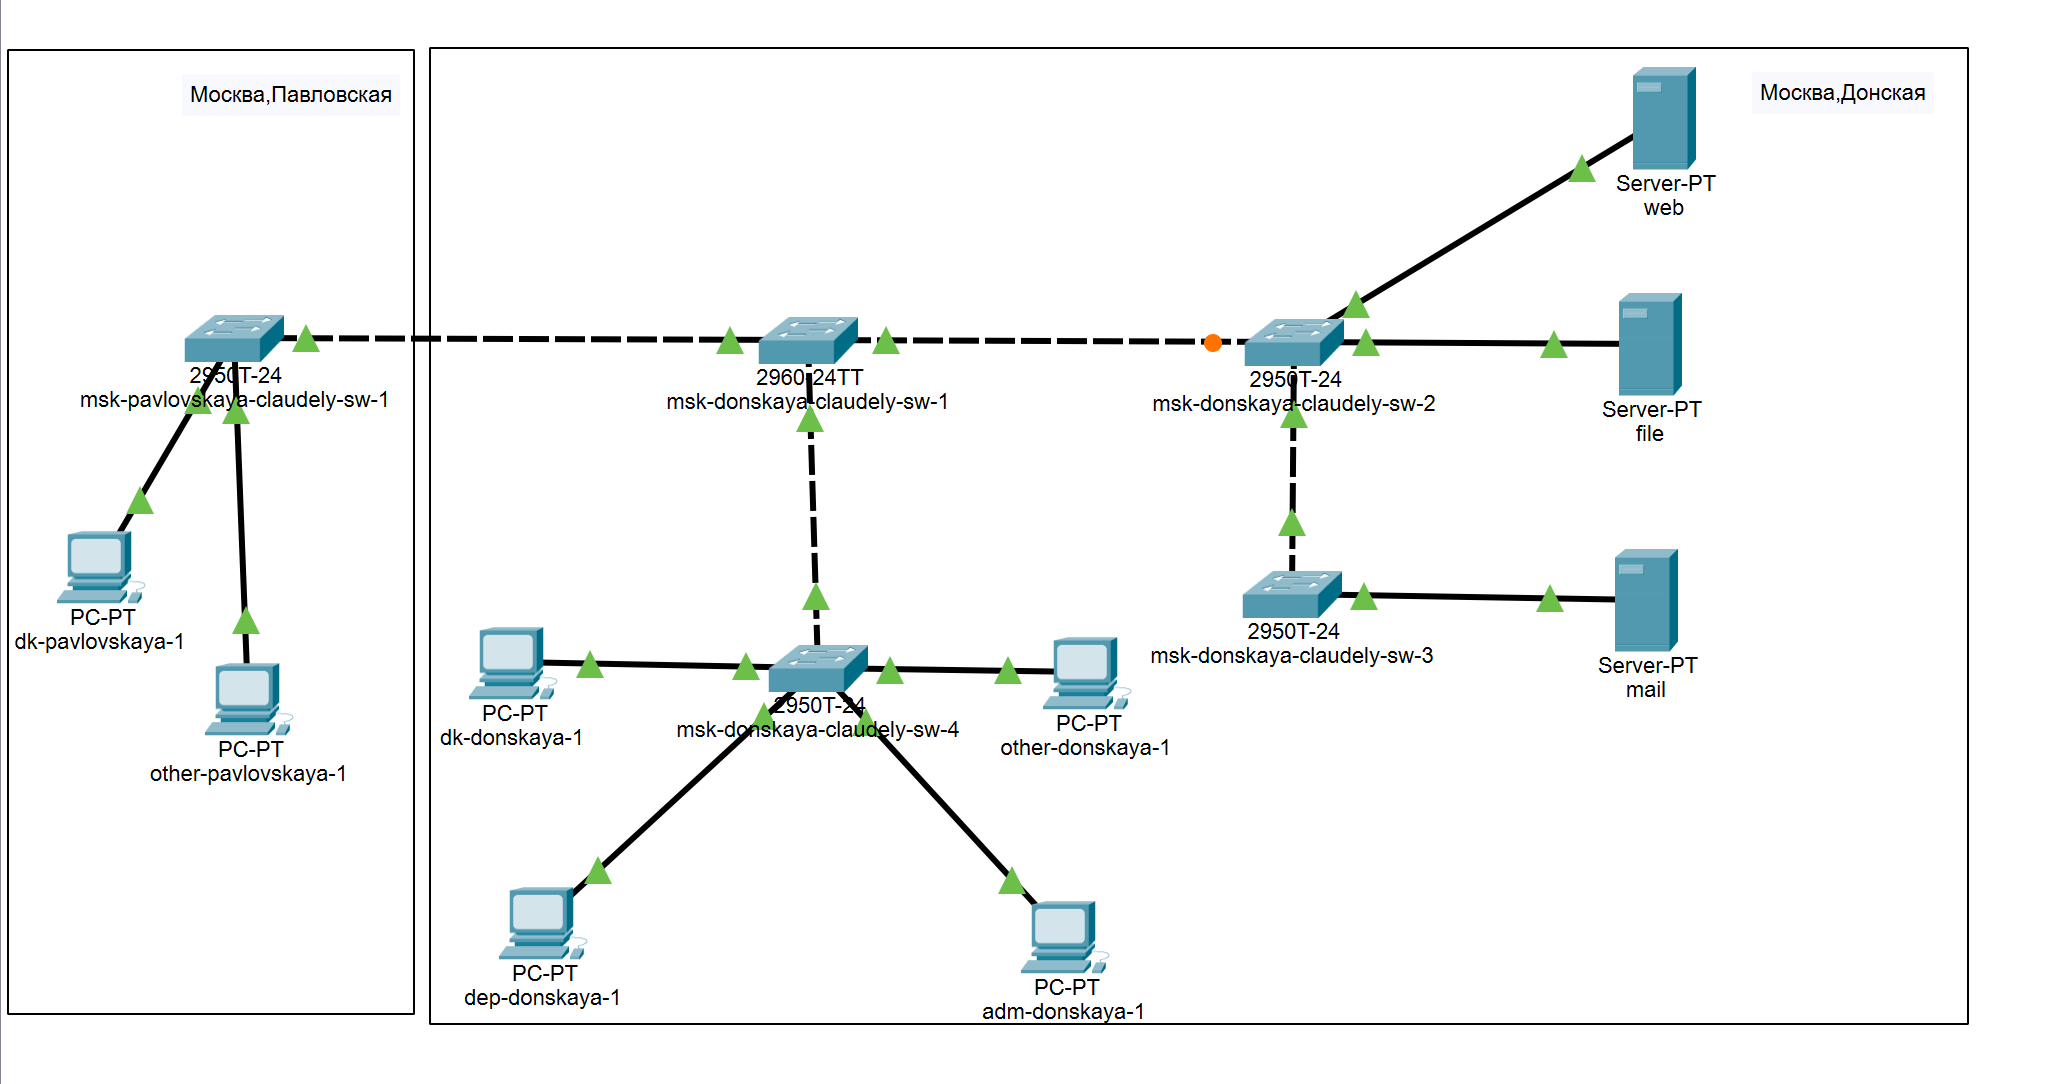 Москва,Павловская
Москва,Донская
Server-PT
web
2950T-24
msk-pavlovskaya-claudely-sw-1
2960-24TT
msk-donskaya-claudely-sw-1
2950T-24
msk-donskaya-claudely-sw-2
Server-PT
file
PC-PT
dk-pavlovskaya-1
PC-PT
other-pavlovskaya-1
2950T-24
msk-donskaya-claudely-sw-3
Server-PT
mail
PC-PT
dk-donskaya-1
2950T-24
msk-donskaya-claudely-sw-4
PC-PT
other-donskaya-1
PC-PT
dep-donskaya-1
PC-PT
adm-donskaya-1